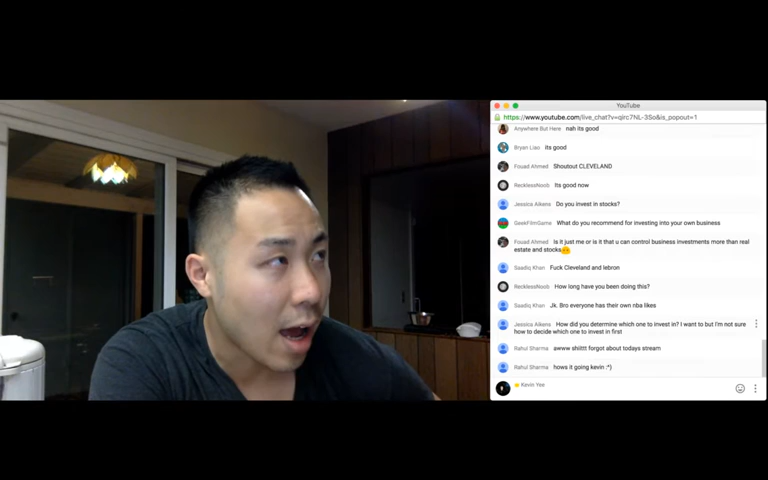 YouTube
https://www.youtube.com/live_chat?v=qirc7NL-3So&is_popout=1
Anywhere But Here nah its good
Bryan Liao its good
Fouad Ahmed Shoutout CLEVELAND
RecklessNoob Its good now
Jessica Aikens Do you invest in stocks?
GeekFilmGame What do you recommend for investing into your own business
Fouad Ahmed Is it just me or is it that u can control business investments more than real
estate and stocks
Saadiq Khan Fuck Cleveland and lebron
RecklessNoob How long have you been doing this?
Saadiq Khan Jk. Bro everyone has their own nba likes
Jessica Aikens How did you determine which one to invest in? I want to but I'm not sure
how to decide which one to invest in first
Rahul Sharma awww shiittt forgot about todays stream
Rahul Sharma hows it going kevin :*)
Kevin Yee